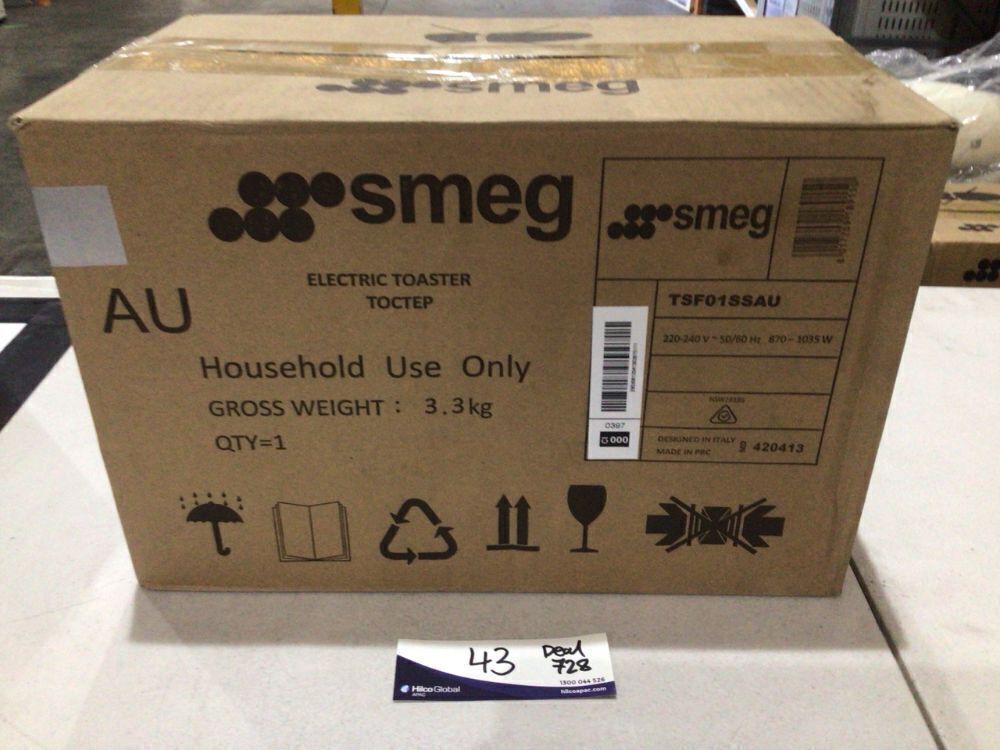 smeg
smeg
ELECTRIC TOASTER
ТОСТЕР
AU
Household Use Only
GROSS WEIGHT : 3.3kg
QTY=1
smeg
TSF01SSAU
220-240 V ~ 50/60 Hz 870 – 1035 W
DESIGNED IN ITALY
MADE IN PRC
420413
0397
000
43
Deal
728
1300 044 526
Hilco Global
APAC
hilcoapac.com